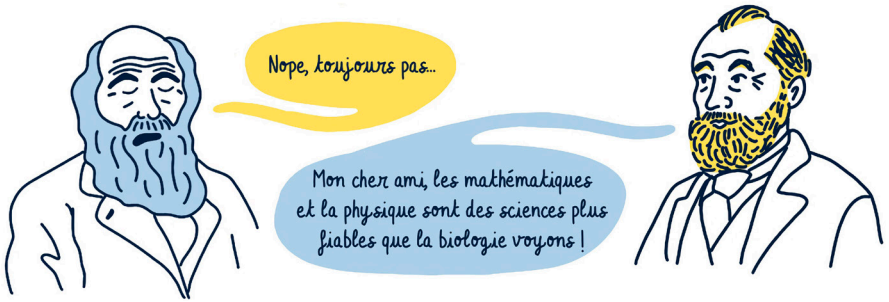 Nope, toujours pas...
Mon cher ami, les mathématiques
et la physique sont des sciences plus
fiables que la biologie voyons !